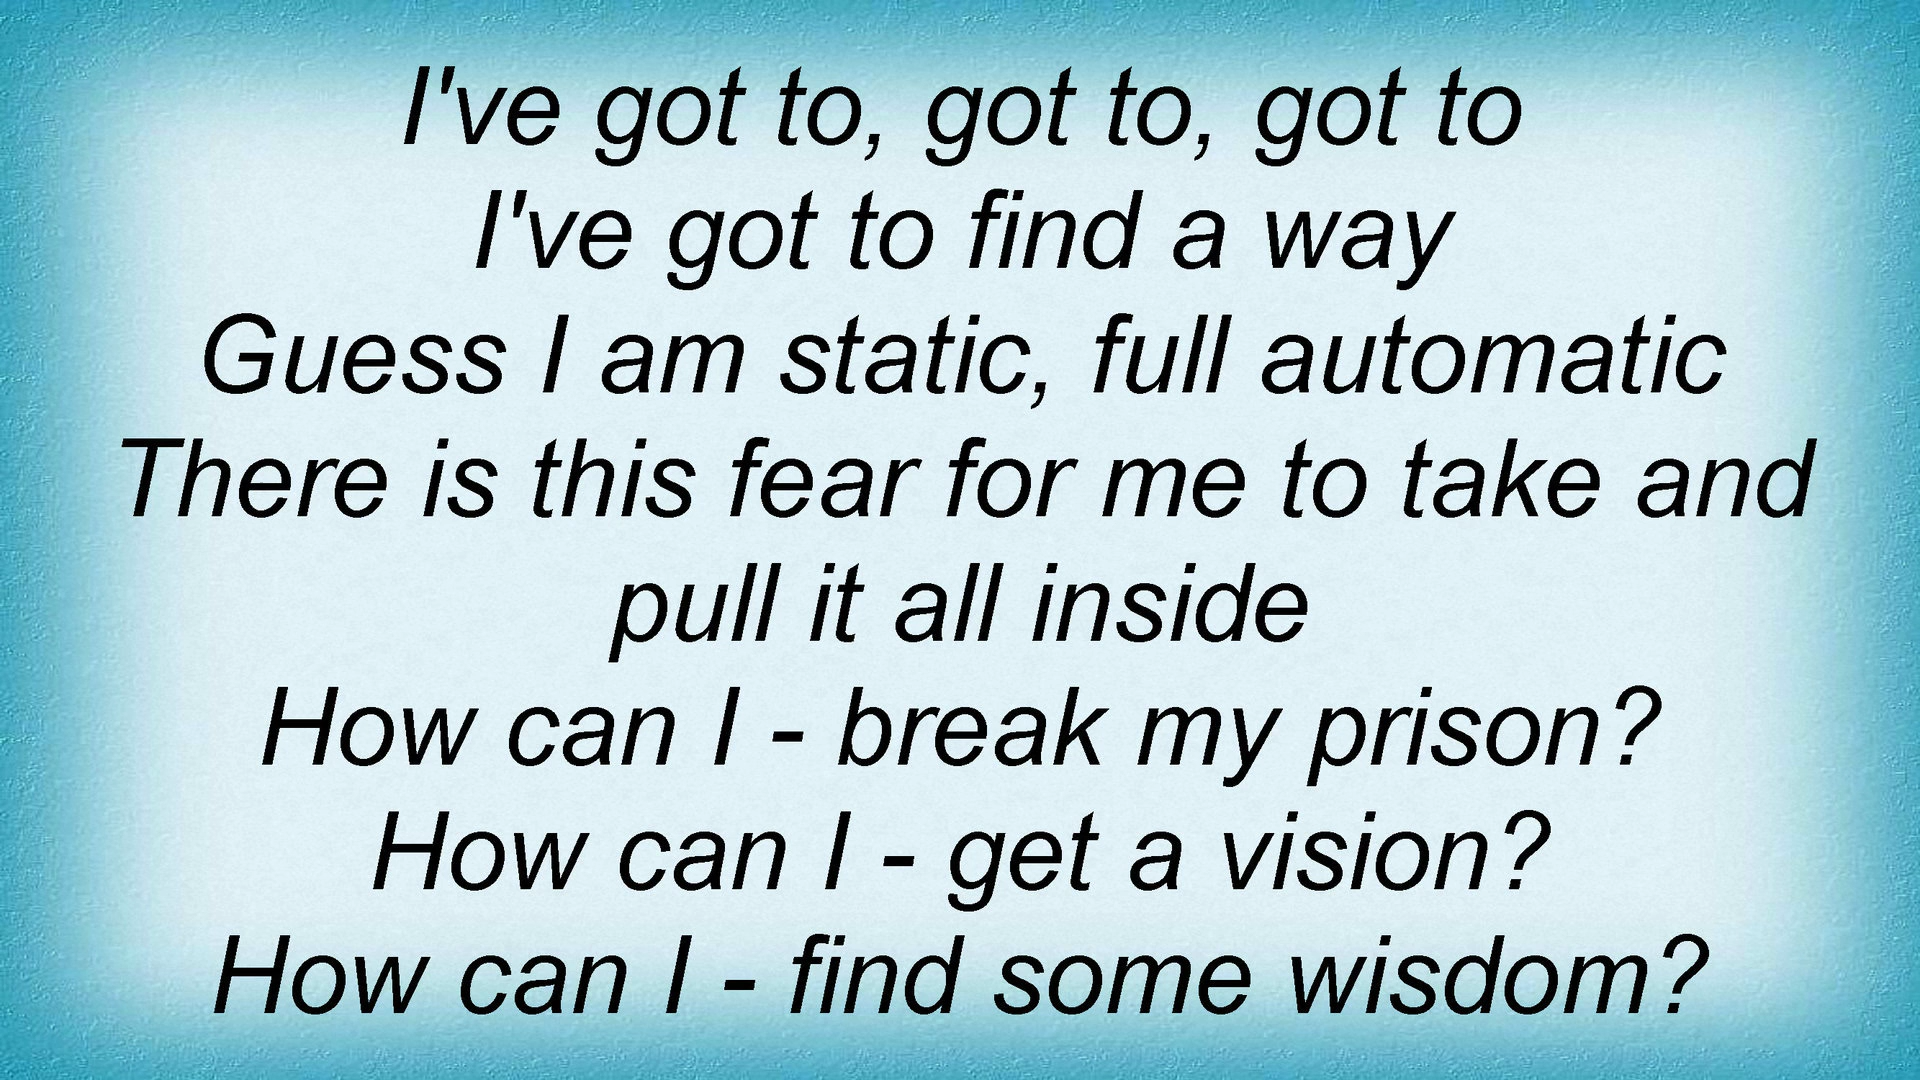 I've got to, got to, got to
I've got to find a way
Guess I am static, full automatic
There is this fear for me to take and
pull it all inside
How can I - break my prison?
How can I - get a vision?
How can I - find some wisdom?